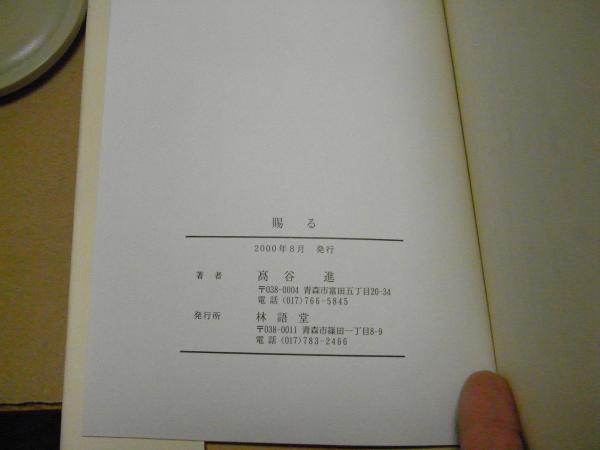 賜る
2000年8月 発行
著者 髙谷 進
〒038-0004 青森市富田五丁目20-34
電話 (017)766-5845
発行所 林語堂
〒038-0011 青森市篠田一丁目8-9
電話 (017)783-2466